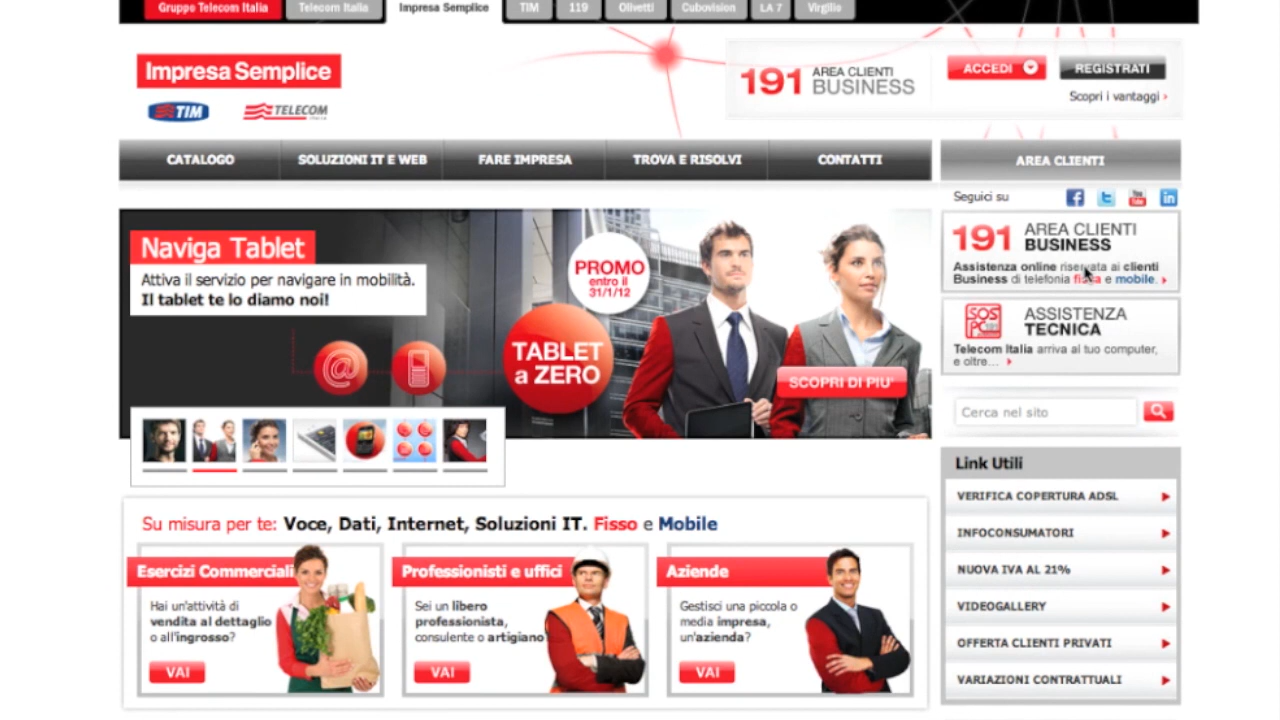 Gruppo Telecom Italia
Telecom Italia
Impresa Semplice
TIM
119
Olivetti
Cubovision
LA 7
Virgilio
Impresa Semplice
TIM
TELECOM
ITALIA
191 AREA CLIENTI
BUSINESS
ACCEDI
REGISTRATI
Scopri i vantaggi
CATALOGO
SOLUZIONI IT E WEB
FARE IMPRESA
TROVA E RISOLVI
CONTATTI
AREA CLIENTI
Seguici su
f
t
You
Tube
in
Naviga Tablet
Attiva il servizio per navigare in mobilità.
Il tablet te lo diamo noi!
PROMO
entro il
31/1/12
@
TABLET
a ZERO
SCOPRI DI PIU'
191 AREA CLIENTI
BUSINESS
Assistenza online riservata ai clienti
Business di telefonia fissa e mobile.
SOS
PC
ASSISTENZA
TECNICA
Telecom Italia arriva al tuo computer,
e oltre...
Cerca nel sito
Link Utili
VERIFICA COPERTURA ADSL
INFOCONSUMATORI
NUOVA IVA AL 21%
VIDEOGALLERY
OFFERTA CLIENTI PRIVATI
VARIAZIONI CONTRATTUALI
Su misura per te: Voce, Dati, Internet, Soluzioni IT. Fisso e Mobile
Esercizi Commerciali
Hai un'attività di
vendita al dettaglio
o all'ingrosso?
VAI
Professionisti e uffici
Sei un libero
professionista,
consulente o artigiano
VAI
Aziende
Gestisci una piccola o
media impresa,
un'azienda?
VAI